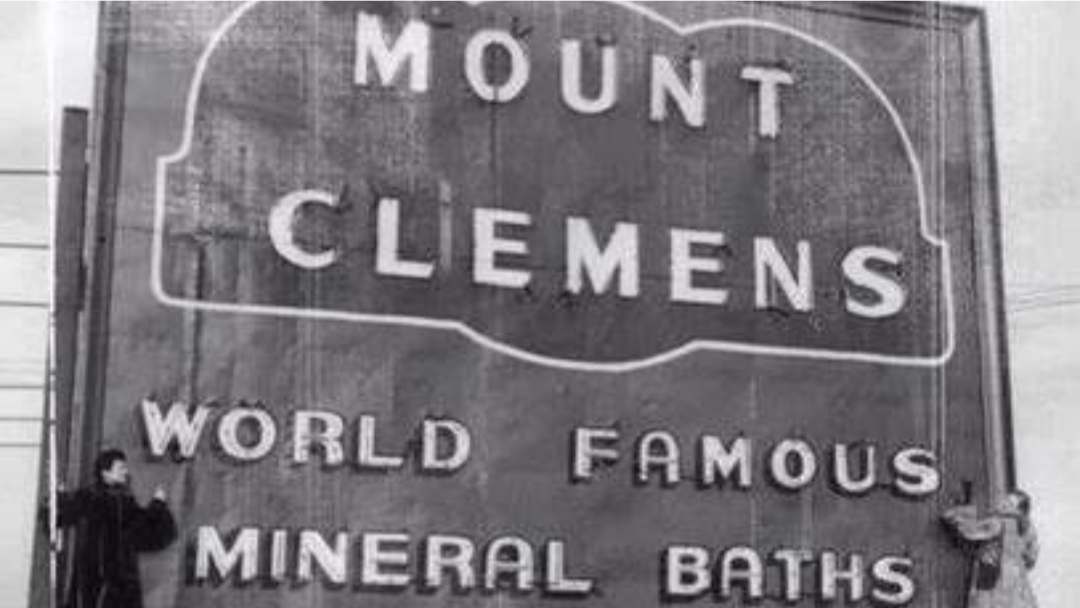 MOUNT
CLEMENS
WORLD FAMOUS
MINERAL BATHS